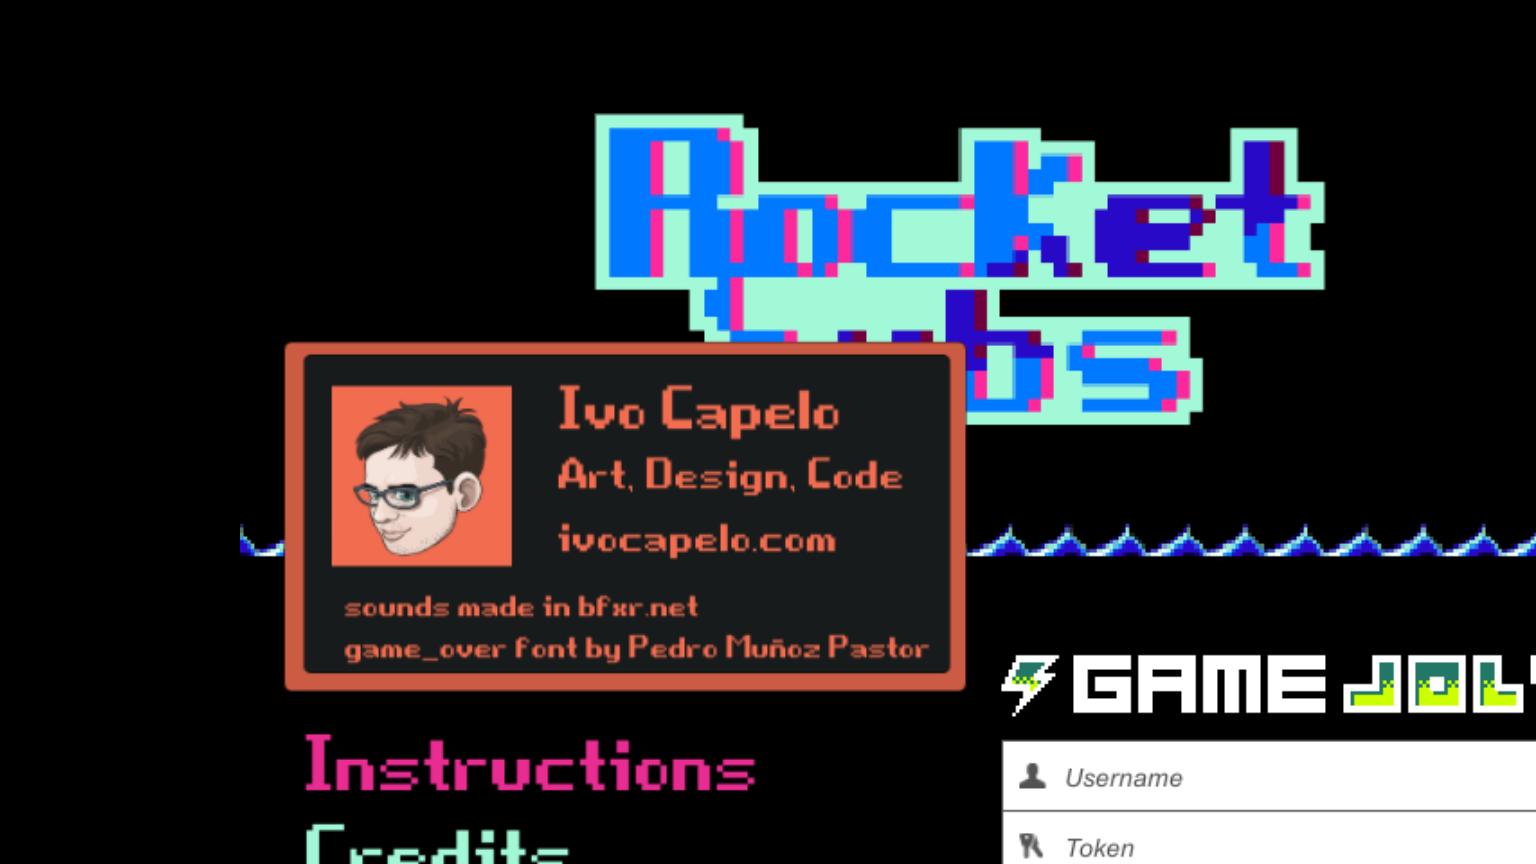 Rocket
Ivo Capelo
Art, Design, Code
ivocapelo.com
sounds made in bfxr.net
game_over font by Pedro Muñoz Pastor
GAME
Instructions
Username
Credits
Token